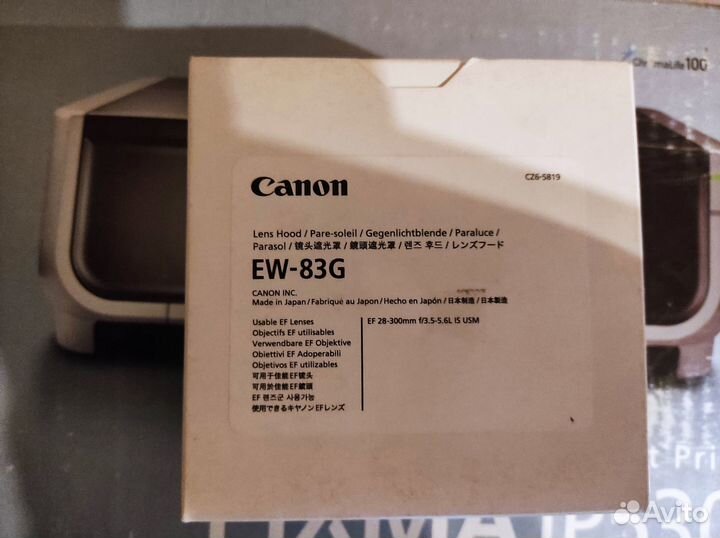 ChromaLife100
Canon
CZ6-5819
Lens Hood / Pare-soleil / Gegenlichtblende / Paraluce /
Parasol / 镜头遮光罩 / 鏡頭遮光罩 / 렌즈 후드 / レンズフード
EW-83G
CANON INC.
Made in Japan/Fabriqué au Japon/Hecho en Japón/日本制造/日本製造
Usable EF Lenses
Objectifs EF utilisables
Verwendbare EF Objektive
Obiettivi EF Adoperabili
Objetivos EF utilizables
可用于佳能EF镜头
可用於佳能EF鏡頭
EF 렌즈군 사용가능
使用できるキヤノンEFレンズ
EF 28-300mm f/3.5-5.6L IS USM
PIXMA iP330
Avito